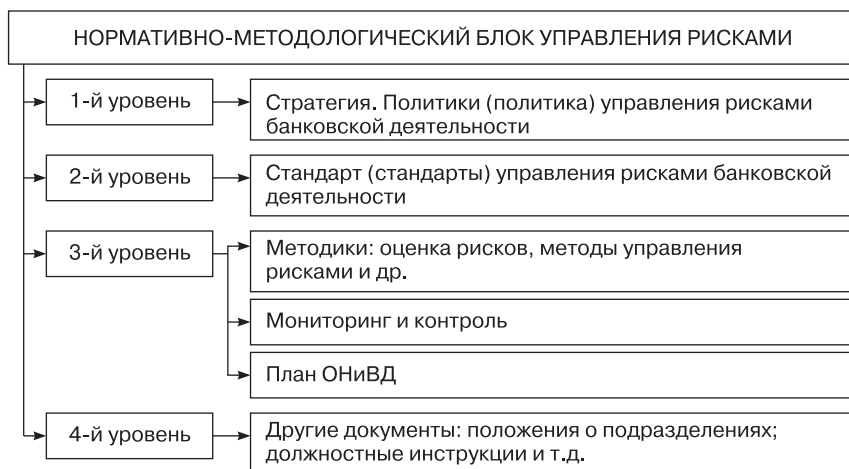 НОРМАТИВНО-МЕТОДОЛОГИЧЕСКИЙ БЛОК УПРАВЛЕНИЯ РИСКАМИ
1-й уровень
Стратегия. Политики (политика) управления рисками
банковской деятельности
2-й уровень
Стандарт (стандарты) управления рисками банковской
деятельности
3-й уровень
Методики: оценка рисков, методы управления
рисками и др.
Мониторинг и контроль
План ОНиВД
4-й уровень
Другие документы: положения о подразделениях;
должностные инструкции и т.д.